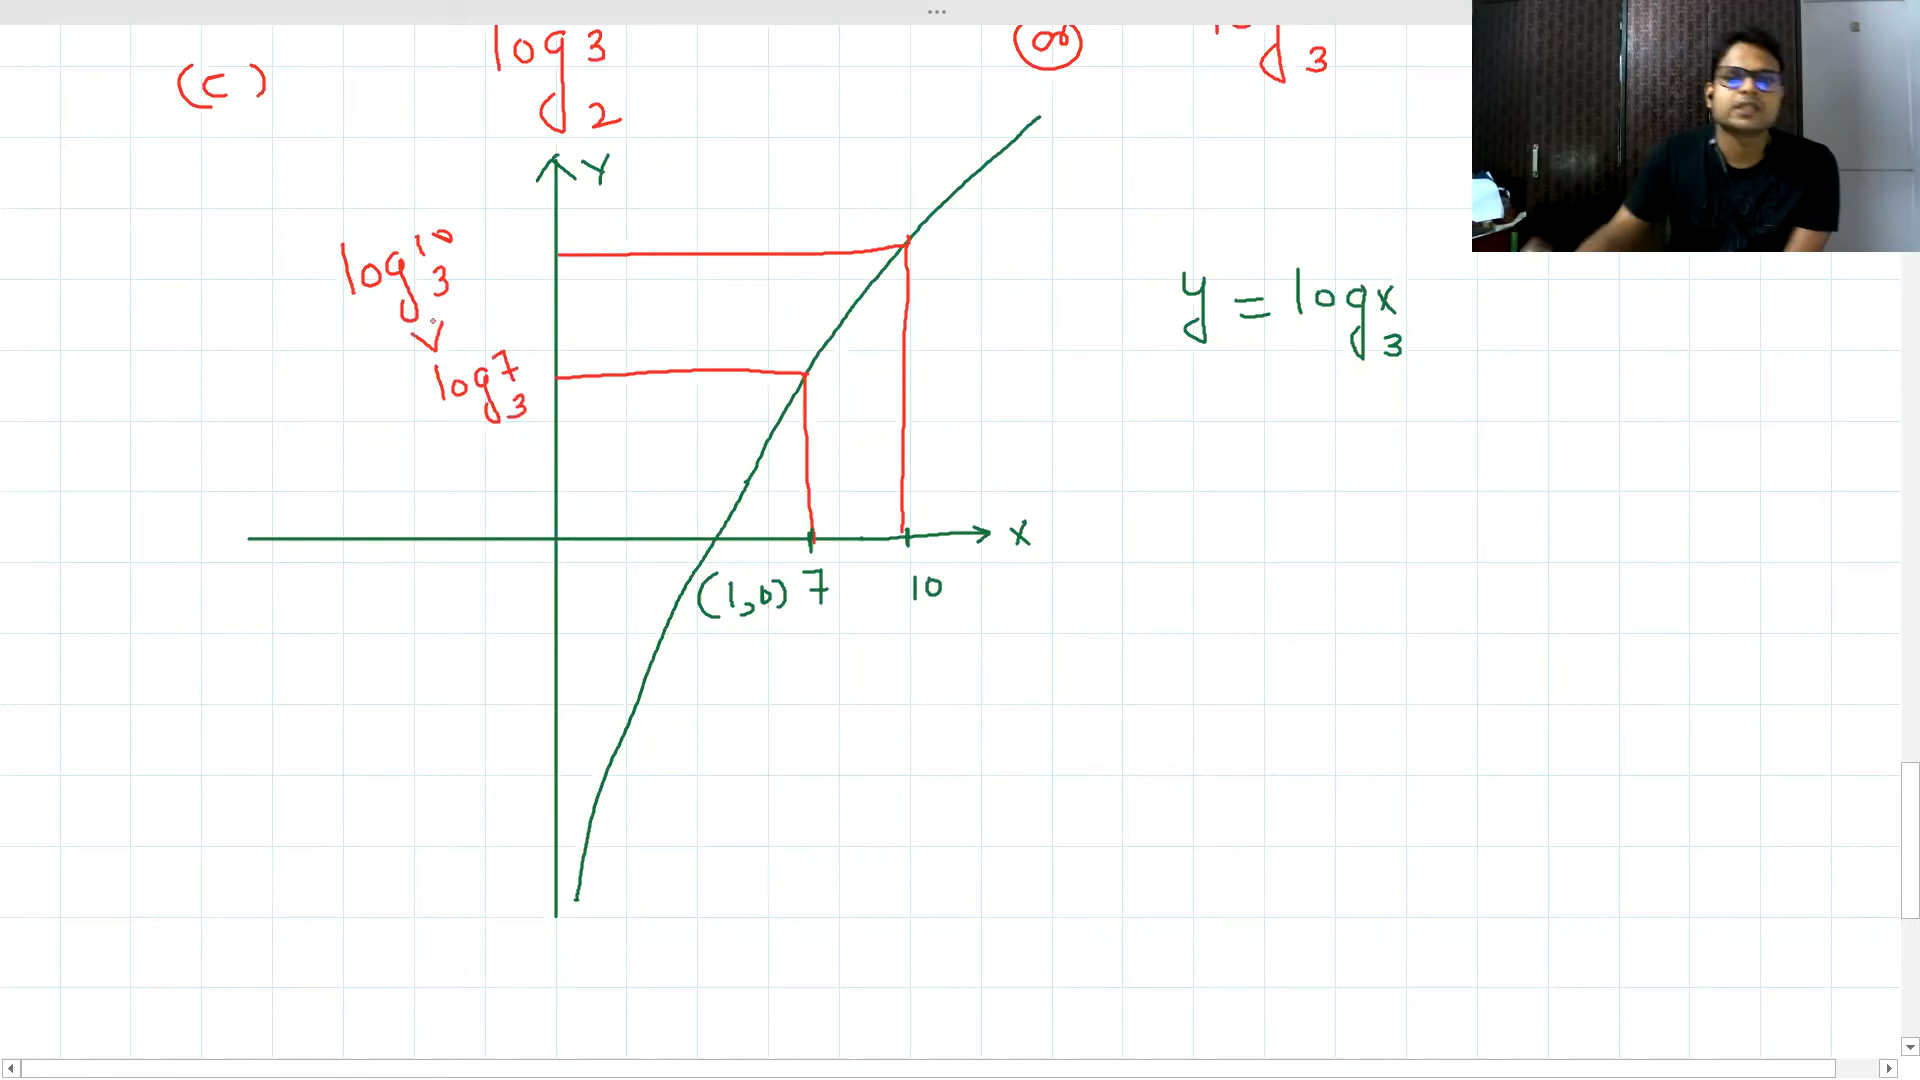 (c) log 3 2 or g 3
Y
log 10 3
V
log 7 3
y = log x 3
X
(1,0) 7 10